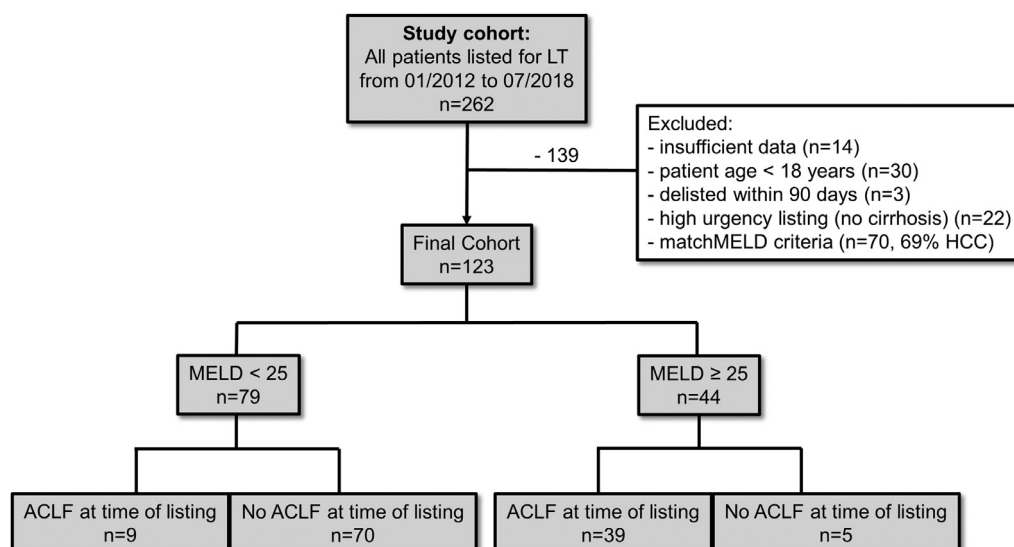 Study cohort:
All patients listed for LT
from 01/2012 to 07/2018
n=262
- 139
Excluded:
- insufficient data (n=14)
- patient age < 18 years (n=30)
- delisted within 90 days (n=3)
- high urgency listing (no cirrhosis) (n=22)
- matchMELD criteria (n=70, 69% HCC)
Final Cohort
n=123
MELD < 25
n=79
MELD ≥ 25
n=44
ACLF at time of listing
n=9
No ACLF at time of listing
n=70
ACLF at time of listing
n=39
No ACLF at time of listing
n=5